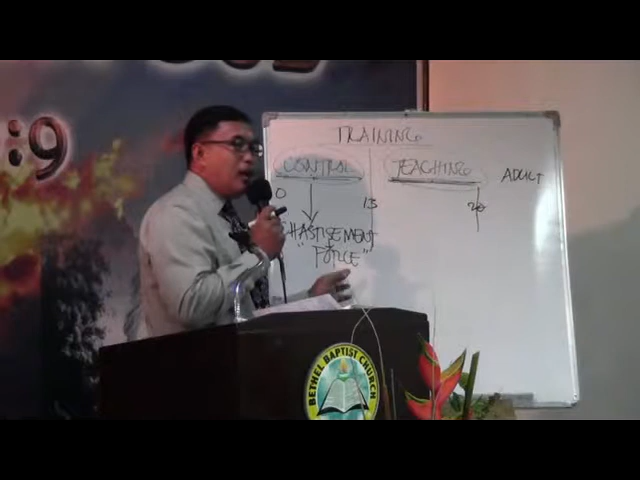 :9
TRAINING
CONTROL TEACHING ADULT
0 13 20
CHASTISEMENT
"FORCE"
BETHEL BAPTIST CHURCH